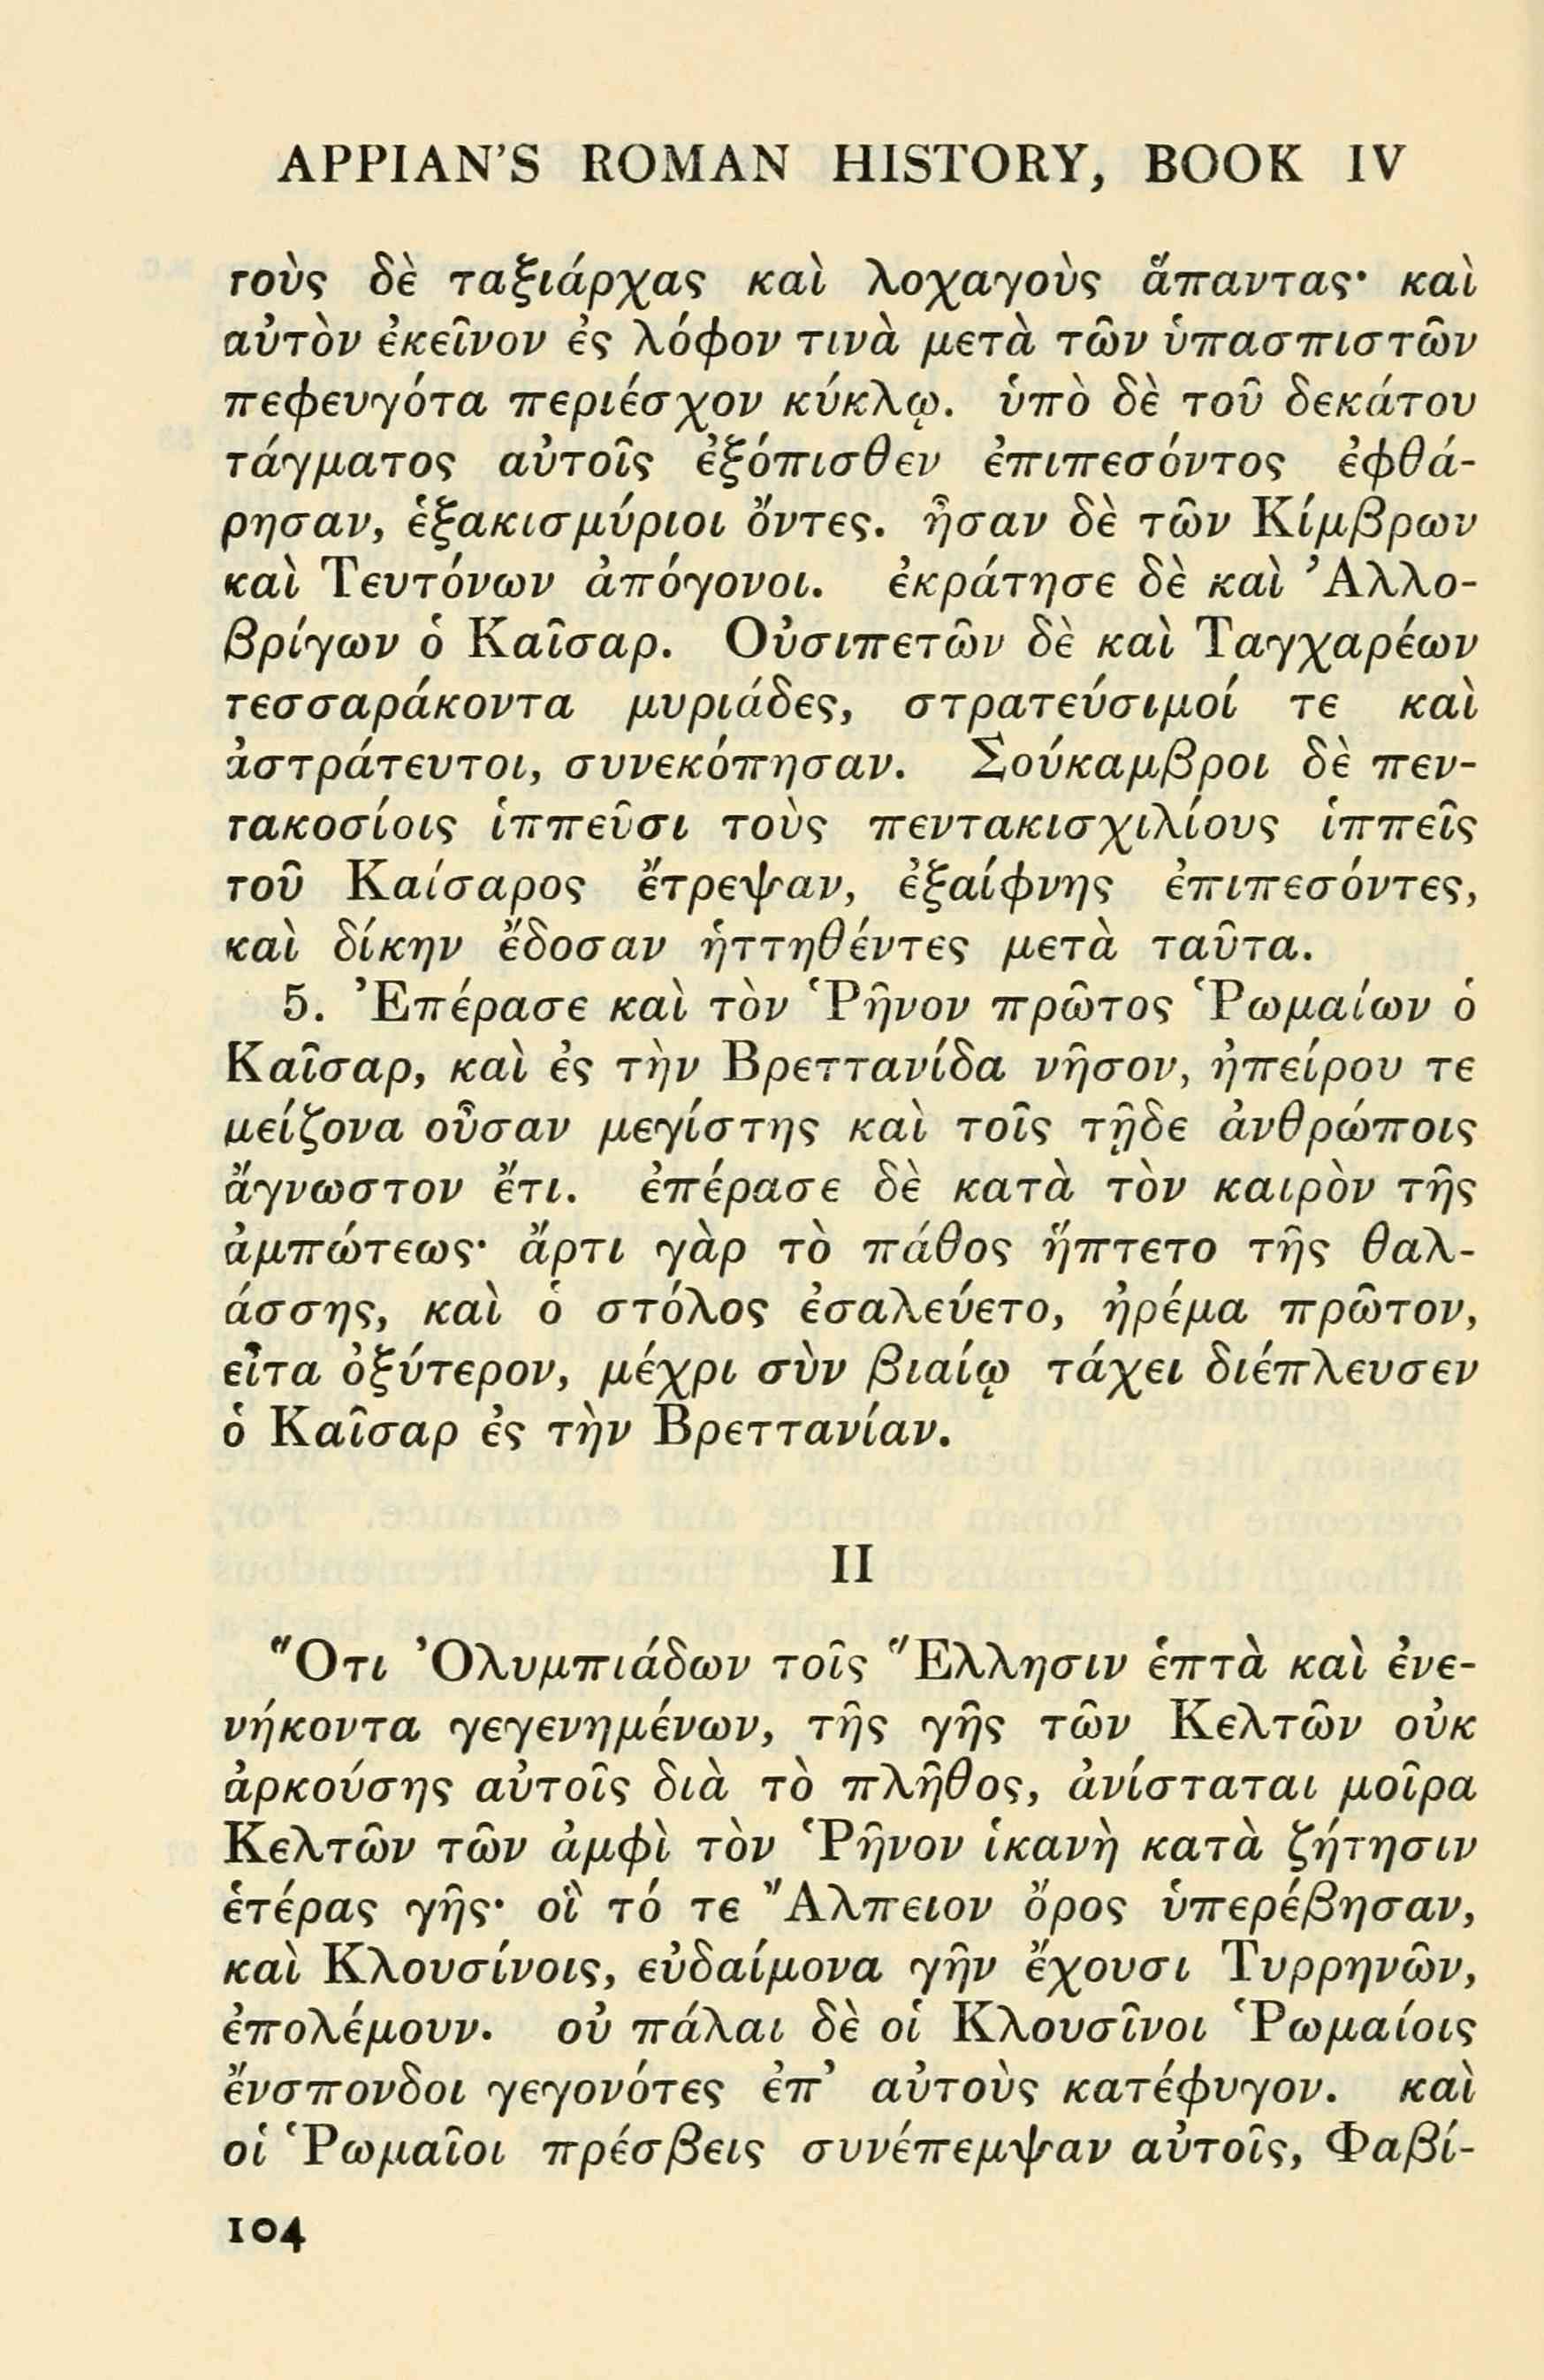 APPIAN'S ROMAN HISTORY, BOOK IV
τοὺς δὲ ταξιάρχας καὶ λοχαγοὺς ἅπαντας· καὶ
αὐτὸν ἐκεῖνον ἐς λόφον τινὰ μετὰ τῶν ὑπασπιστῶν
πεφευγότα περιέσχον κύκλῳ. ὑπὸ δὲ τοῦ δεκάτου
τάγματος αὐτοῖς ἐξόπισθεν ἐπιπεσόντος ἐφθά-
ρησαν, ἑξακισμύριοι ὄντες. ἦσαν δὲ τῶν Κίμβρων
καὶ Τευτόνων ἀπόγονοι. ἐκράτησε δὲ καὶ Ἀλλο-
βρίγων ὁ Καῖσαρ. Οὐσιπετῶν δὲ καὶ Ταγχαρέων
τεσσαράκοντα μυριάδες, στρατεύσιμοί τε καὶ
ἀστράτευτοι, συνεκόπησαν. Σούκαμβροι δὲ πεν-
τακοσίοις ἱππεῦσι τοὺς πεντακισχιλίους ἱππεῖς
τοῦ Καίσαρος ἔτρεψαν, ἐξαίφνης ἐπιπεσόντες,
καὶ δίκην ἔδοσαν ἡττηθέντες μετὰ ταῦτα.
5. Ἐπέρασε καὶ τὸν Ῥῆνον πρῶτος Ῥωμαίων ὁ
Καῖσαρ, καὶ ἐς τὴν Βρεττανίδα νῆσον, ἠπείρου τε
μείζονα οὖσαν μεγίστης καὶ τοῖς τῇδε ἀνθρώποις
ἄγνωστον ἔτι. ἐπέρασε δὲ κατὰ τὸν καιρὸν τῆς
ἀμπώτεως· ἄρτι γὰρ τὸ πάθος ἥπτετο τῆς θαλ-
άσσης, καὶ ὁ στόλος ἐσαλεύετο, ἠρέμα πρῶτον,
εἶτα ὀξύτερον, μέχρι σὺν βιαίῳ τάχει διέπλευσεν
ὁ Καῖσαρ ἐς τὴν Βρεττανίαν.
II
Ὅτι Ὀλυμπιάδων τοῖς Ἕλλησιν ἑπτὰ καὶ ἐνε-
νήκοντα γεγενημένων, τῆς γῆς τῶν Κελτῶν οὐκ
ἀρκούσης αὐτοῖς διὰ τὸ πλῆθος, ἀνίσταται μοῖρα
Κελτῶν τῶν ἀμφὶ τὸν Ῥῆνον ἱκανὴ κατὰ ζήτησιν
ἑτέρας γῆς· οἳ τό τε Ἄλπειον ὄρος ὑπερέβησαν,
καὶ Κλουσίνοις, εὐδαίμονα γῆν ἔχουσι Τυρρηνῶν,
ἐπολέμουν. οὐ πάλαι δὲ οἱ Κλουσῖνοι Ῥωμαίοις
ἔνσπονδοι γεγονότες ἐπ' αὐτοὺς κατέφυγον. καὶ
οἱ Ῥωμαῖοι πρέσβεις συνέπεμψαν αὐτοῖς, Φαβί-
104